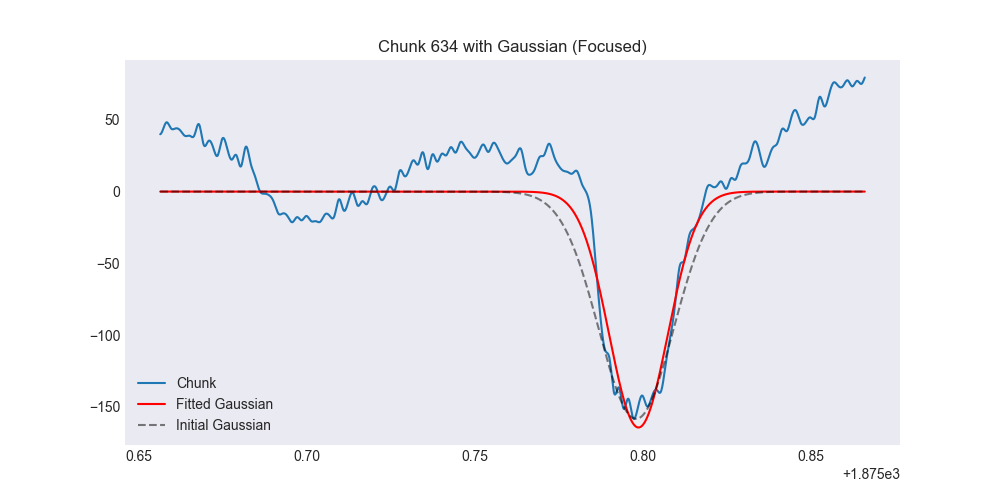 Chunk 634 with Gaussian (Focused)
50
0
−50
−100
−150
Chunk
Fitted Gaussian
Initial Gaussian
0.65 0.70 0.75 0.80 0.85
+1.875e3